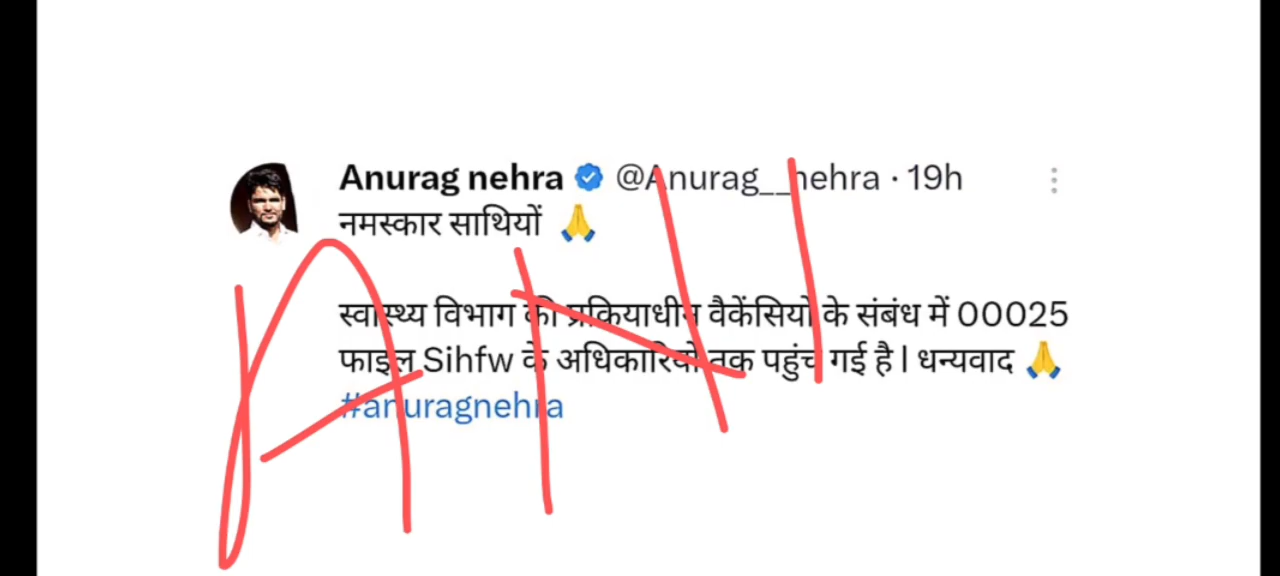 Anurag nehra @Anurag__nehra · 19h
नमस्कार साथियों 🙏
स्वास्थ्य विभाग की प्रक्रियाधीन वैकेंसियो के संबंध में 00025
फाइल Sihfw के अधिकारियो तक पहुंच गई है | धन्यवाद 🙏
#anuragnehra